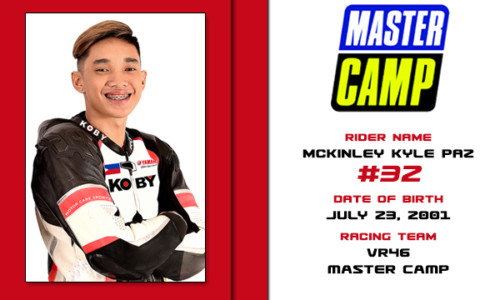 KOBY
YAMAHA
KOBY
MASTER
CAMP
RIDER NAME
MCKINLEY KYLE PAZ
#32
DATE OF BIRTH
JULY 23, 2001
RACING TEAM
VR46
MASTER CAMP